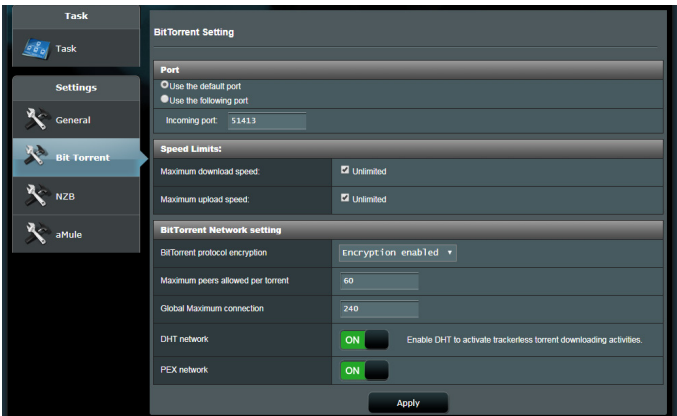 Task
Task
Settings
General
Bit Torrent
NZB
aMule
BitTorrent Setting
Port
Use the default port
Use the following port
Incoming port: 51413
Speed Limits:
Maximum download speed: Unlimited
Maximum upload speed: Unlimited
BitTorrent Network setting
BitTorrent protocol encryption Encryption enabled
Maximum peers allowed per torrent 60
Global Maximum connection 240
DHT network ON Enable DHT to activate trackerless torrent downloading activities.
PEX network ON
Apply